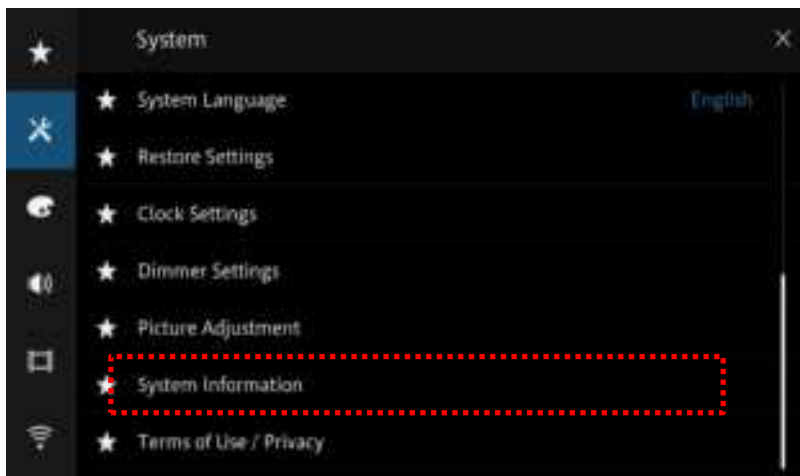 System
System Language English
Restore Settings
Clock Settings
Dimmer Settings
Picture Adjustment
System Information
Terms of Use / Privacy